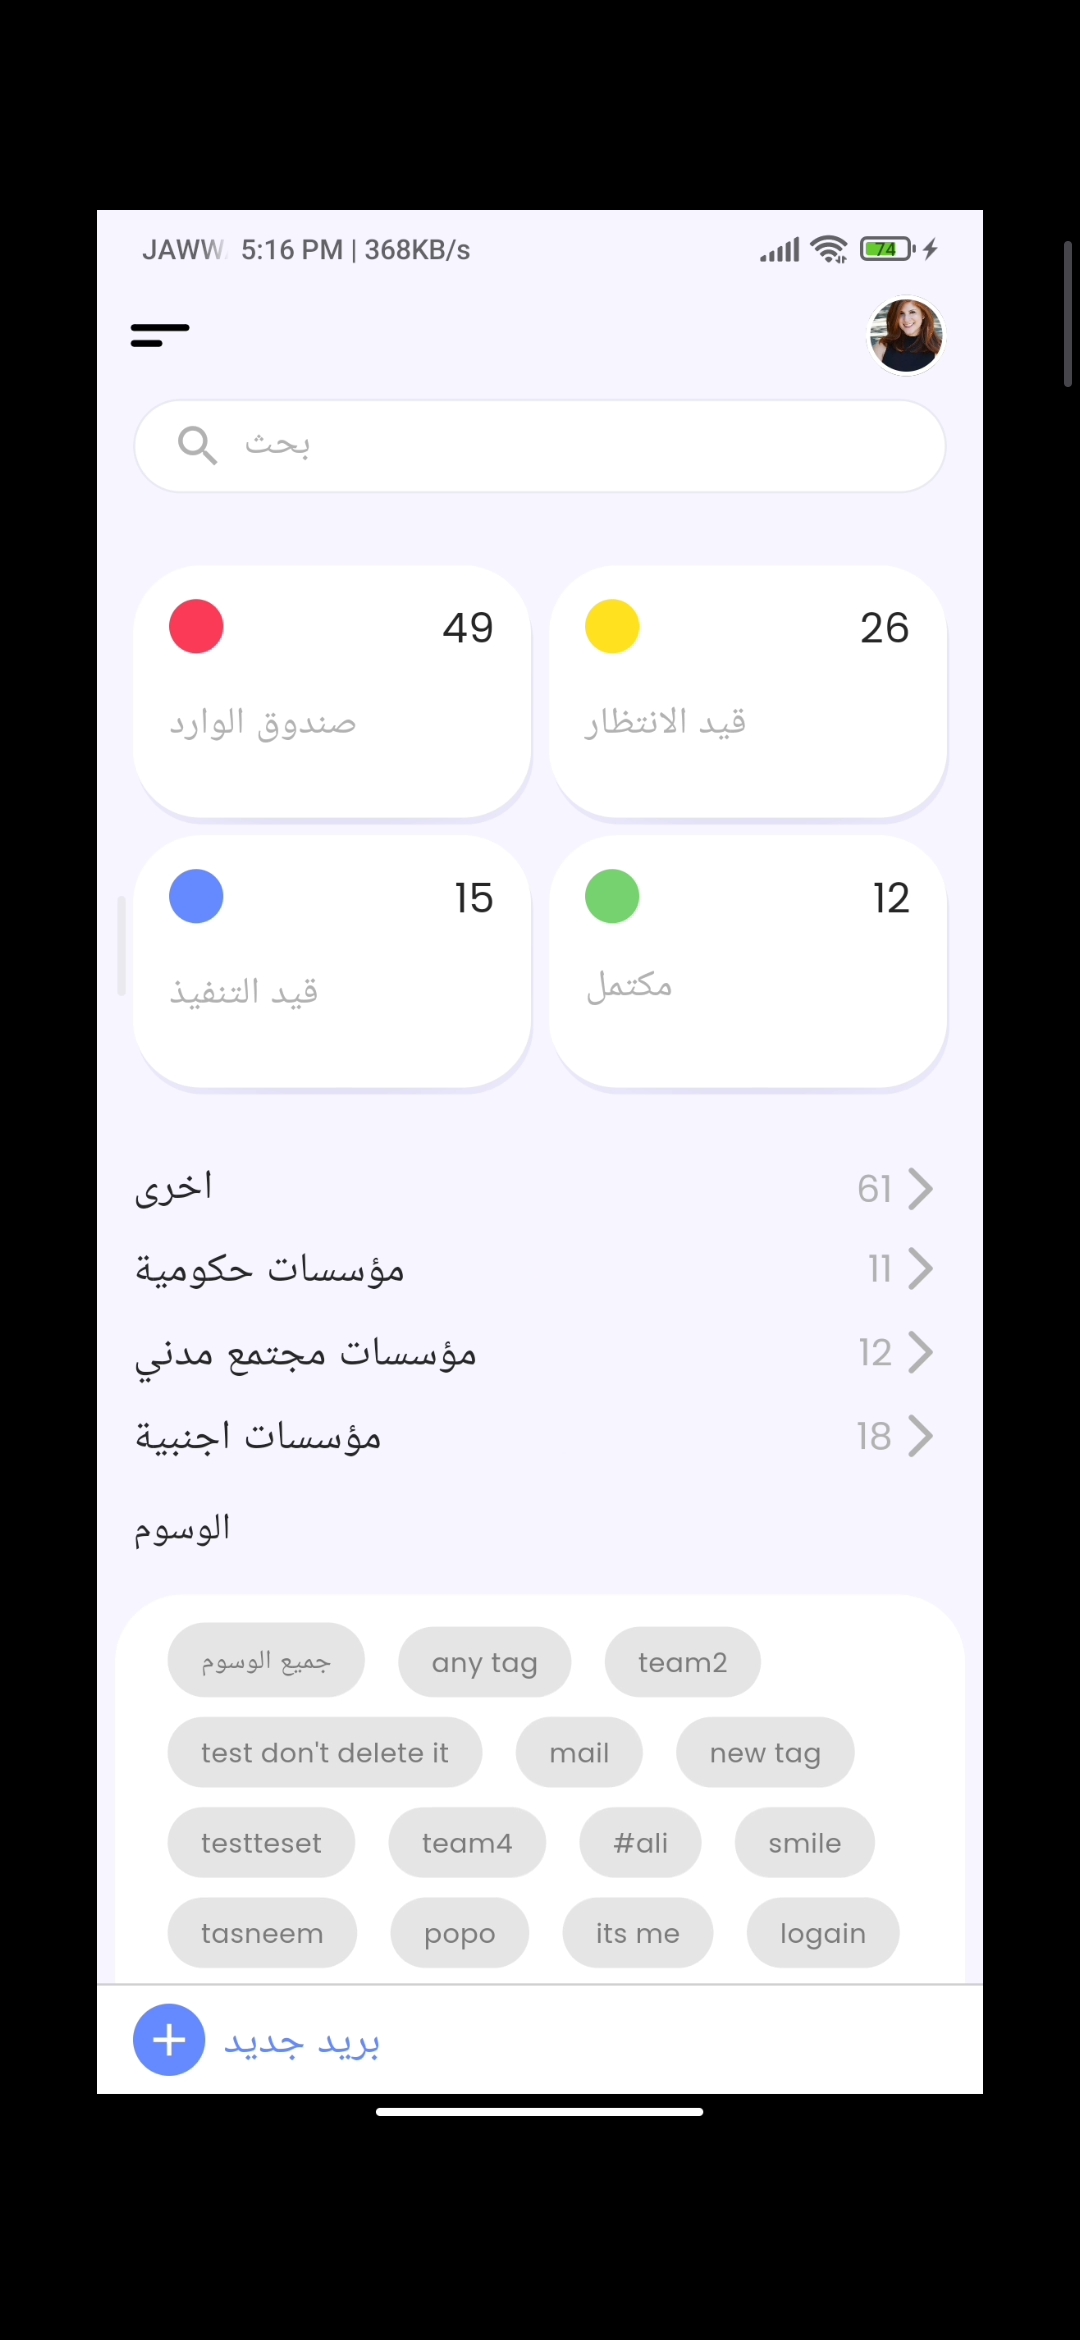 JAWW 5:16 PM | 368KB/s 74
بحث
49 26
صندوق الوارد قيد الانتظار
15 12
قيد التنفيذ مكتمل
اخرى 61
مؤسسات حكومية 11
مؤسسات مجتمع مدني 12
مؤسسات اجنبية 18
الوسوم
جميع الوسوم any tag team2
test don't delete it mail new tag
testteset team4 #ali smile
tasneem popo its me logain
بريد جديد